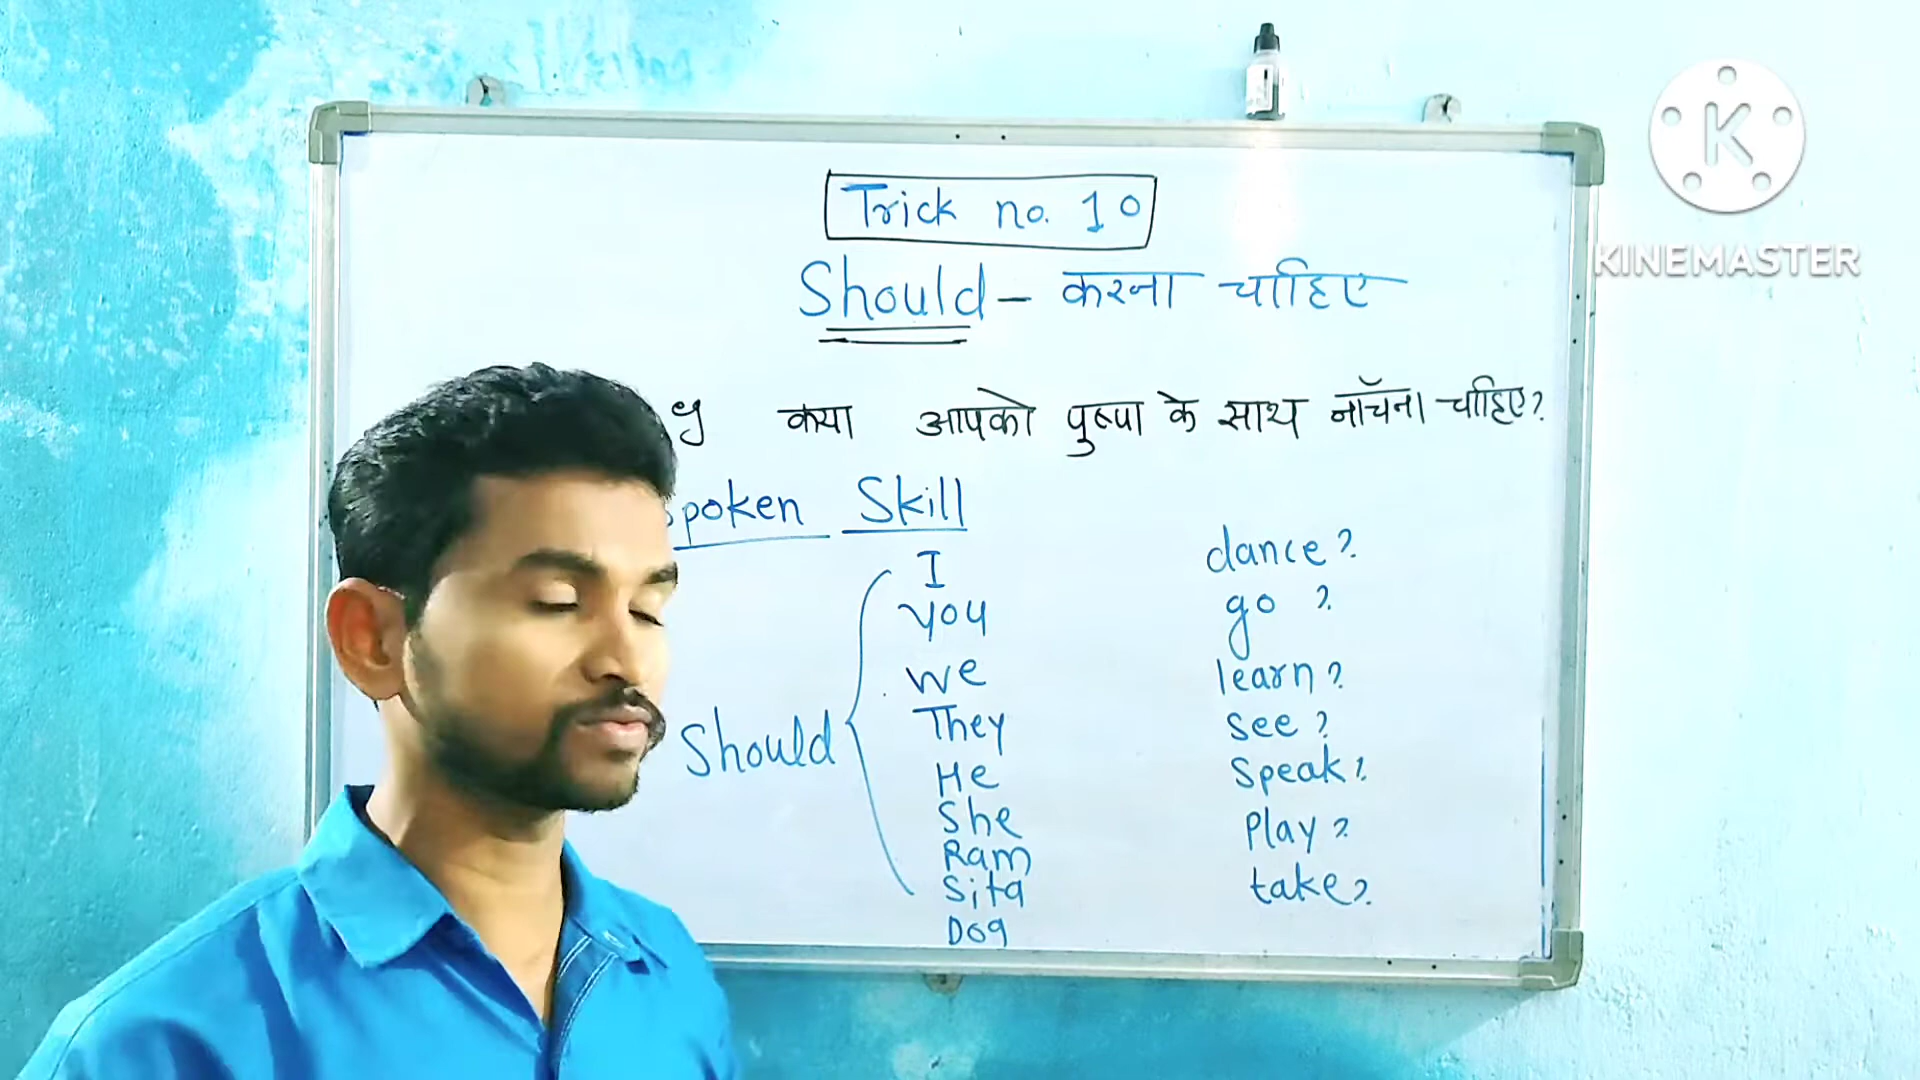 Trick no. 10
Should - करना चाहिए
क्या आपको पुष्पा के साथ नाँचना चाहिए?
spoken Skill
I dance?
you go ?
we learn?
They see?
Should
He speak?
She Play?
Ram
Sita take?
Dog
K
KINEMASTER